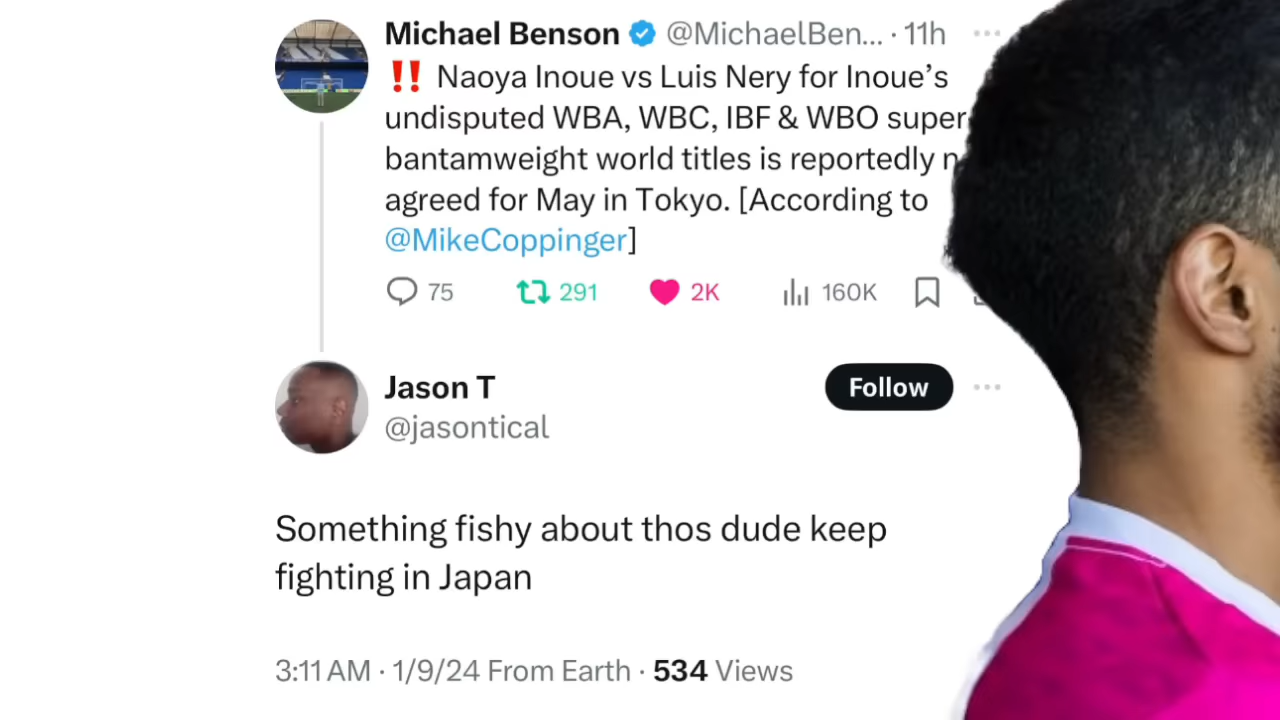 Michael Benson @MichaelBen... · 11h
‼️ Naoya Inoue vs Luis Nery for Inoue’s
undisputed WBA, WBC, IBF & WBO super
bantamweight world titles is reportedly
agreed for May in Tokyo. [According to
@MikeCoppinger]
75 291 2K 160K
Jason T
Follow
@jasontical
Something fishy about thos dude keep
fighting in Japan
3:11 AM · 1/9/24 From Earth · 534 Views